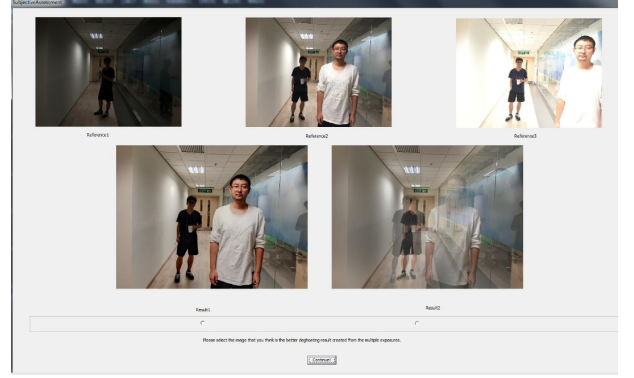 SubjectiveAssessment
Reference1
Reference2
Reference3
Result1
Result2
Please select the image that you think is the better deghosting result created from the multiple exposures.
Continue!